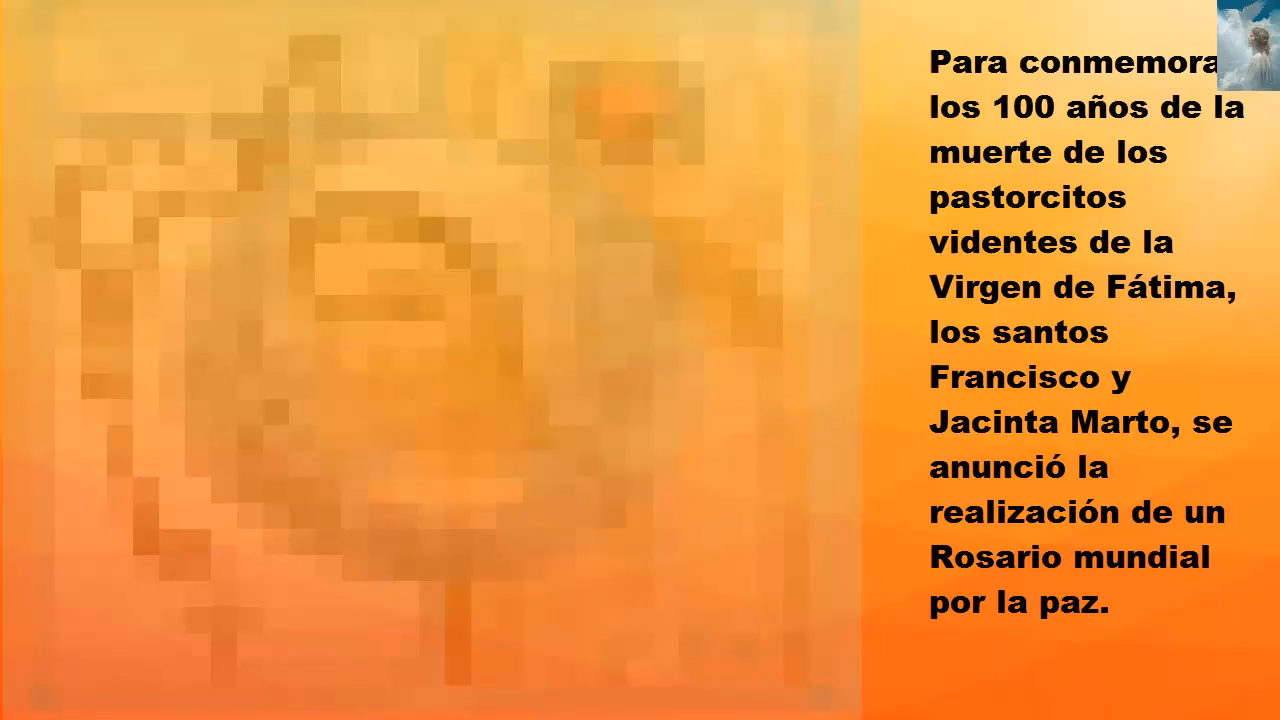 Para conmemora
los 100 años de la
muerte de los
pastorcitos
videntes de la
Virgen de Fátima,
los santos
Francisco y
Jacinta Marto, se
anunció la
realización de un
Rosario mundial
por la paz.